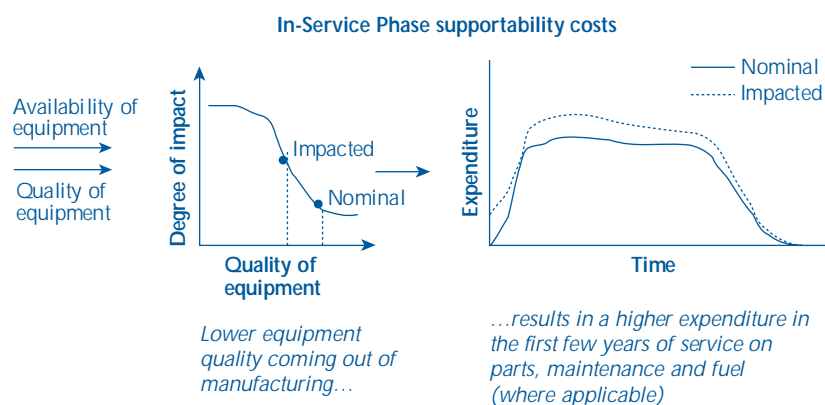 In-Service Phase supportability costs
Availability of
equipment
Quality of
equipment
Degree of impact
Impacted
Nominal
Quality of
equipment
Lower equipment
quality coming out of
manufacturing…
Expenditure
Nominal
Impacted
Time
…results in a higher expenditure in
the first few years of service on
parts, maintenance and fuel
(where applicable)